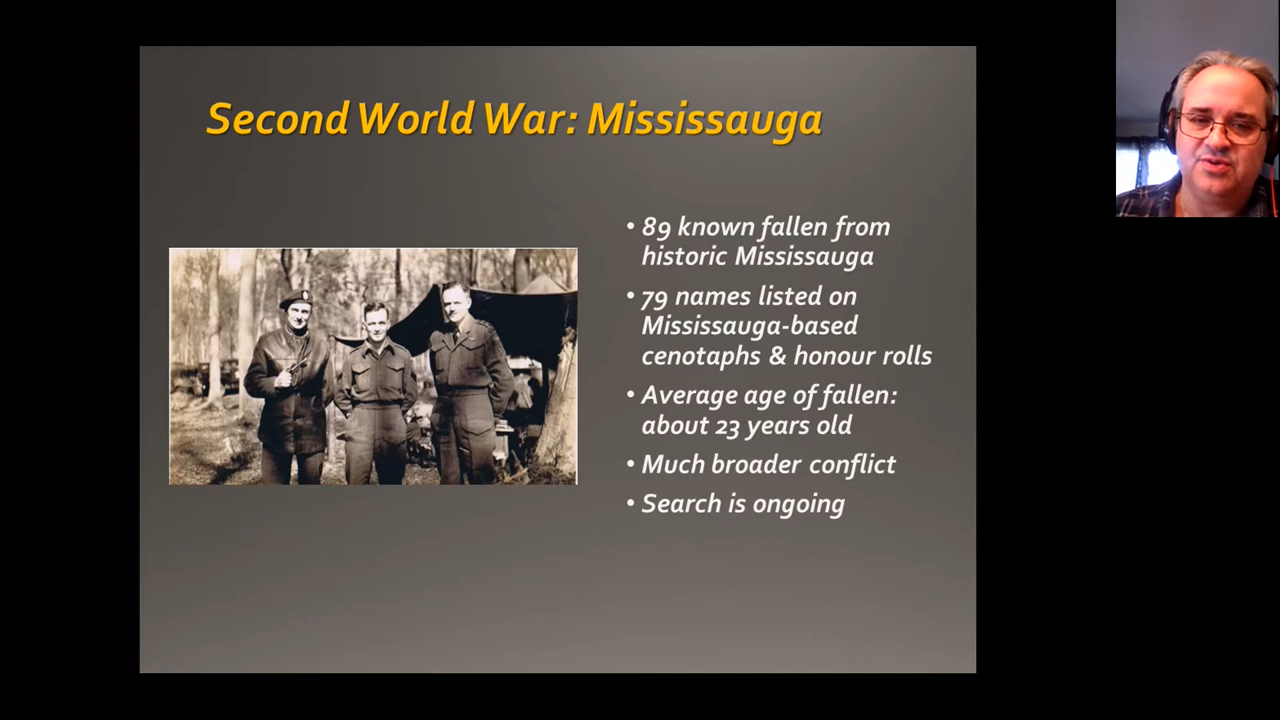 Second World War: Mississauga
• 89 known fallen from
historic Mississauga
• 79 names listed on
Mississauga-based
cenotaphs & honour rolls
• Average age of fallen:
about 23 years old
• Much broader conflict
• Search is ongoing